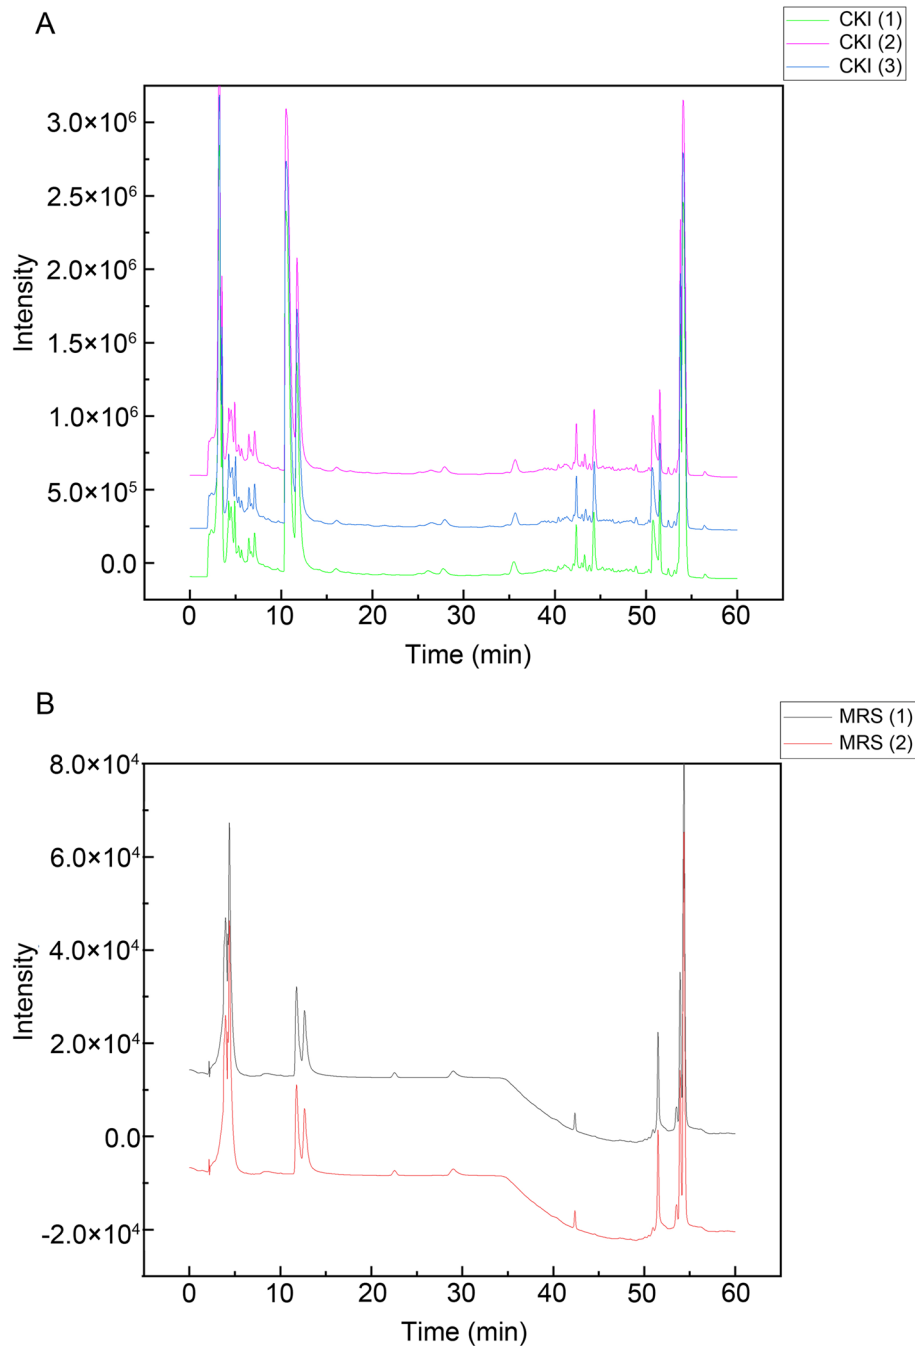 A
CKI (1)
CKI (2)
CKI (3)
3.0×10⁶
2.5×10⁶
2.0×10⁶
1.5×10⁶
1.0×10⁶
5.0×10⁵
0.0
Intensity
0 10 20 30 40 50 60
Time (min)
B
MRS (1)
MRS (2)
8.0×10⁴
6.0×10⁴
4.0×10⁴
2.0×10⁴
0.0
-2.0×10⁴
Intensity
0 10 20 30 40 50 60
Time (min)